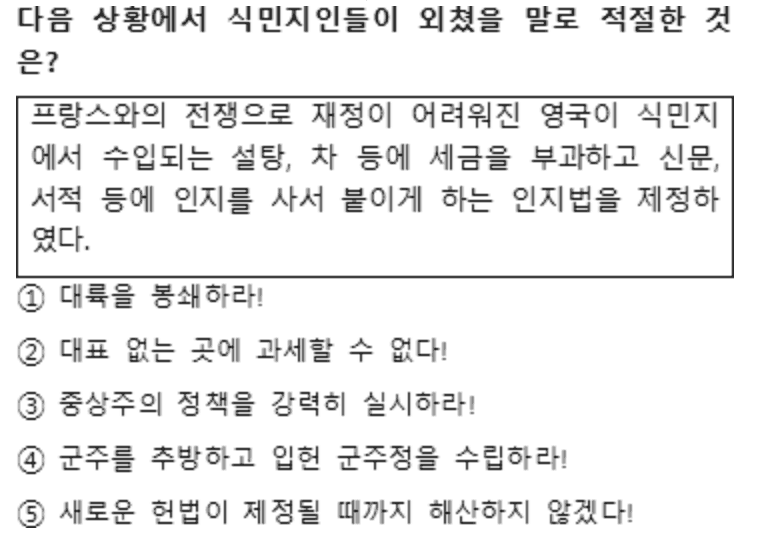 다음 상황에서 식민지인들이 외쳤을 말로 적절한 것
은?
프랑스와의 전쟁으로 재정이 어려워진 영국이 식민지
에서 수입되는 설탕, 차 등에 세금을 부과하고 신문,
서적 등에 인지를 사서 붙이게 하는 인지법을 제정하
였다.
① 대륙을 봉쇄하라!
② 대표 없는 곳에 과세할 수 없다!
③ 중상주의 정책을 강력히 실시하라!
④ 군주를 추방하고 입헌 군주정을 수립하라!
⑤ 새로운 헌법이 제정될 때까지 해산하지 않겠다!